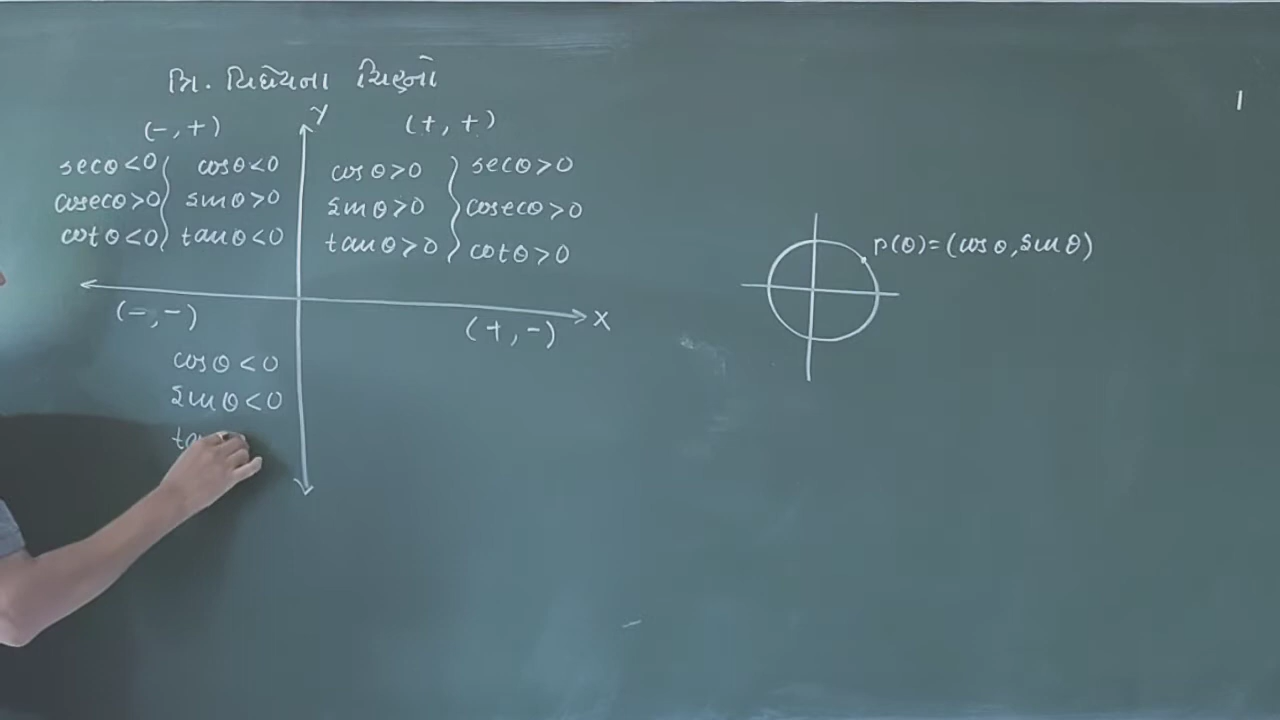 ત્રિ. વિધેયના ચિહ્નો
Y
(-,+)
(+,+)
secθ<0 cosθ<0
cosecθ>0 sinθ>0
cotθ<0 tanθ<0
cosθ>0 secθ>0
sinθ>0 cosecθ>0
tanθ>0 cotθ>0
(-,-)
(+,-)
X
cosθ<0
sinθ<0
P(θ)=(cosθ,sinθ)
1